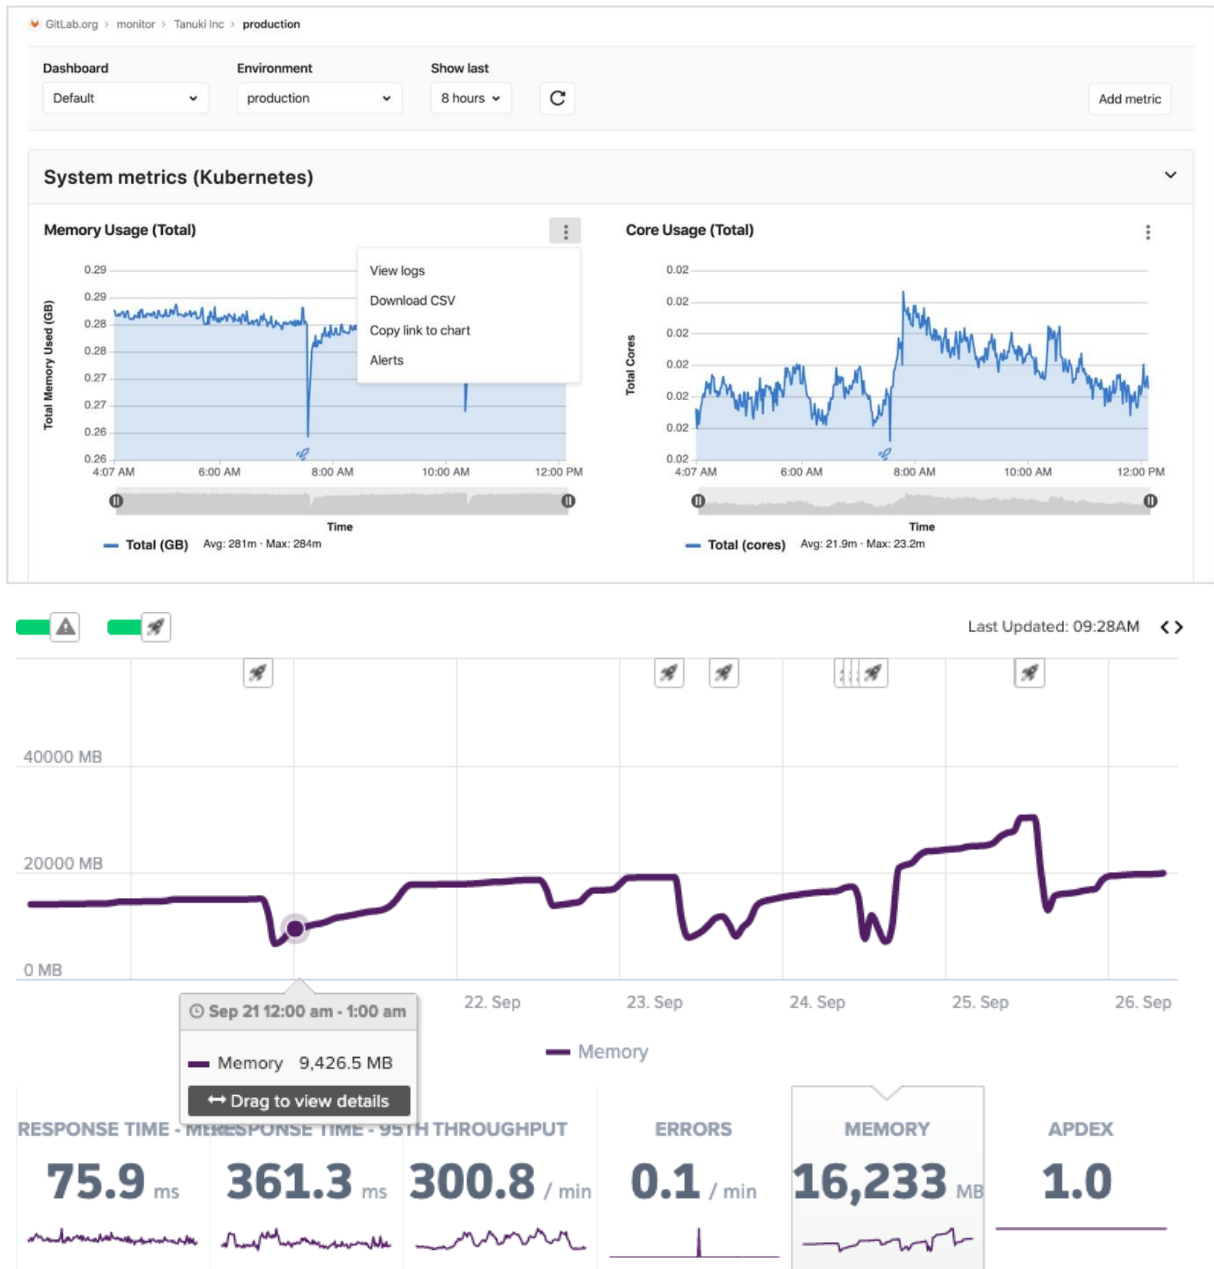 GitLab.org > monitor > Tanuki Inc > production
Dashboard Environment Show last
Default production 8 hours Add metric
System metrics (Kubernetes)
Memory Usage (Total)
View logs
Download CSV
Copy link to chart
Alerts
Total Memory Used (GB)
0.29
0.29
0.28
0.28
0.27
0.27
0.26
0.26
4:07 AM 6:00 AM 8:00 AM 10:00 AM 12:00 PM
Time
Total (GB) Avg: 281m · Max: 284m
Core Usage (Total)
Total Cores
0.02
0.02
0.02
0.02
0.02
0.02
0.02
4:07 AM 6:00 AM 8:00 AM 10:00 AM 12:00 PM
Time
Total (cores) Avg: 21.9m · Max: 23.2m
Last Updated: 09:28AM
40000 MB
20000 MB
0 MB
22. Sep 23. Sep 24. Sep 25. Sep 26. Sep
Sep 21 12:00 am - 1:00 am
Memory 9,426.5 MB
Drag to view details
Memory
RESPONSE TIME - RESPONSE TIME - 95TH THROUGHPUT ERRORS MEMORY APDEX
75.9 ms 361.3 ms 300.8 / min 0.1 / min 16,233 MB 1.0